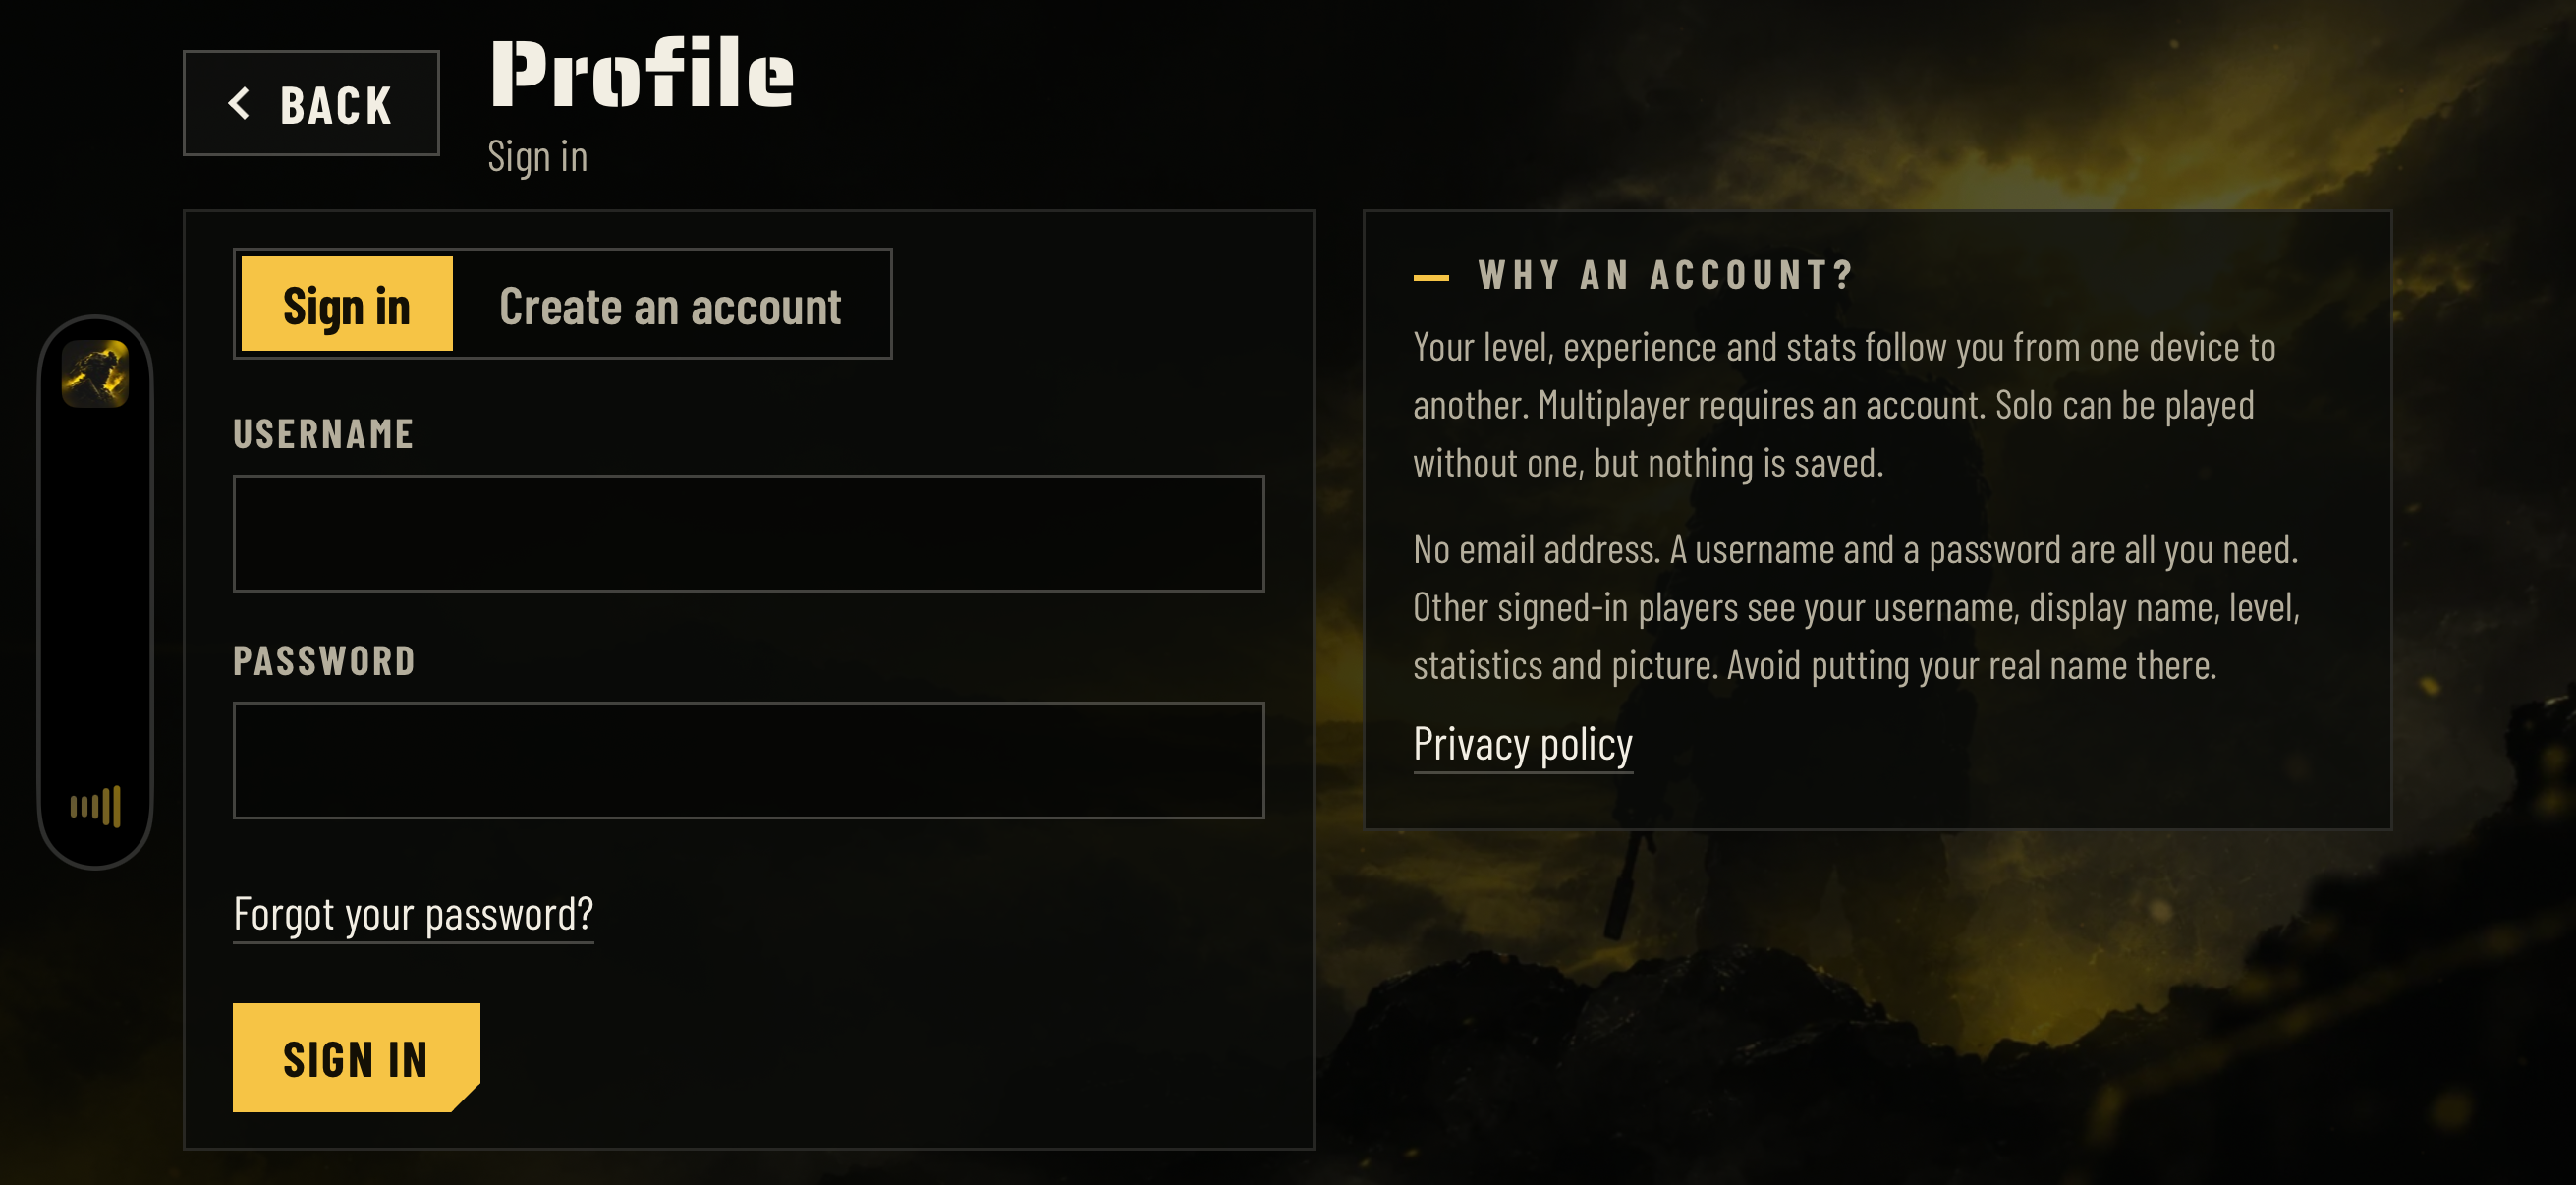 BACK
Profile
Sign in
Sign in
Create an account
USERNAME
PASSWORD
Forgot your password?
SIGN IN
WHY AN ACCOUNT?
Your level, experience and stats follow you from one device to
another. Multiplayer requires an account. Solo can be played
without one, but nothing is saved.
No email address. A username and a password are all you need.
Other signed-in players see your username, display name, level,
statistics and picture. Avoid putting your real name there.
Privacy policy